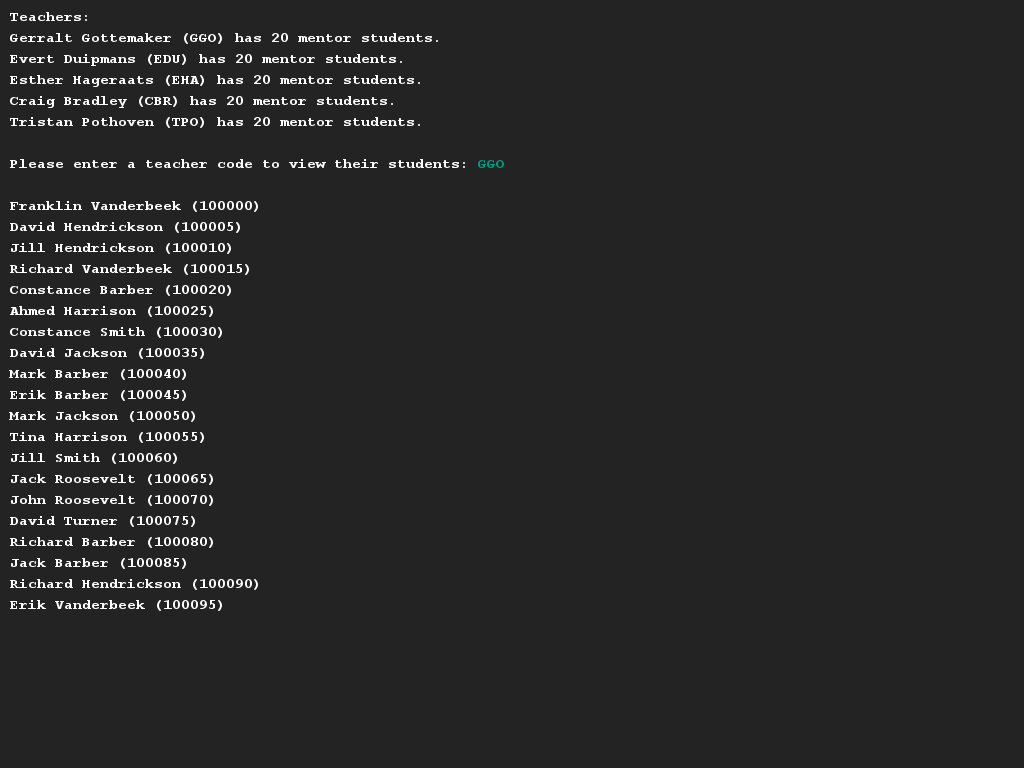 Teachers:
Gerralt Gottemaker (GGO) has 20 mentor students.
Evert Duipmans (EDU) has 20 mentor students.
Esther Hageraats (EHA) has 20 mentor students.
Craig Bradley (CBR) has 20 mentor students.
Tristan Pothoven (TPO) has 20 mentor students.
Please enter a teacher code to view their students: GGO
Franklin Vanderbeek (100000)
David Hendrickson (100005)
Jill Hendrickson (100010)
Richard Vanderbeek (100015)
Constance Barber (100020)
Ahmed Harrison (100025)
Constance Smith (100030)
David Jackson (100035)
Mark Barber (100040)
Erik Barber (100045)
Mark Jackson (100050)
Tina Harrison (100055)
Jill Smith (100060)
Jack Roosevelt (100065)
John Roosevelt (100070)
David Turner (100075)
Richard Barber (100080)
Jack Barber (100085)
Richard Hendrickson (100090)
Erik Vanderbeek (100095)